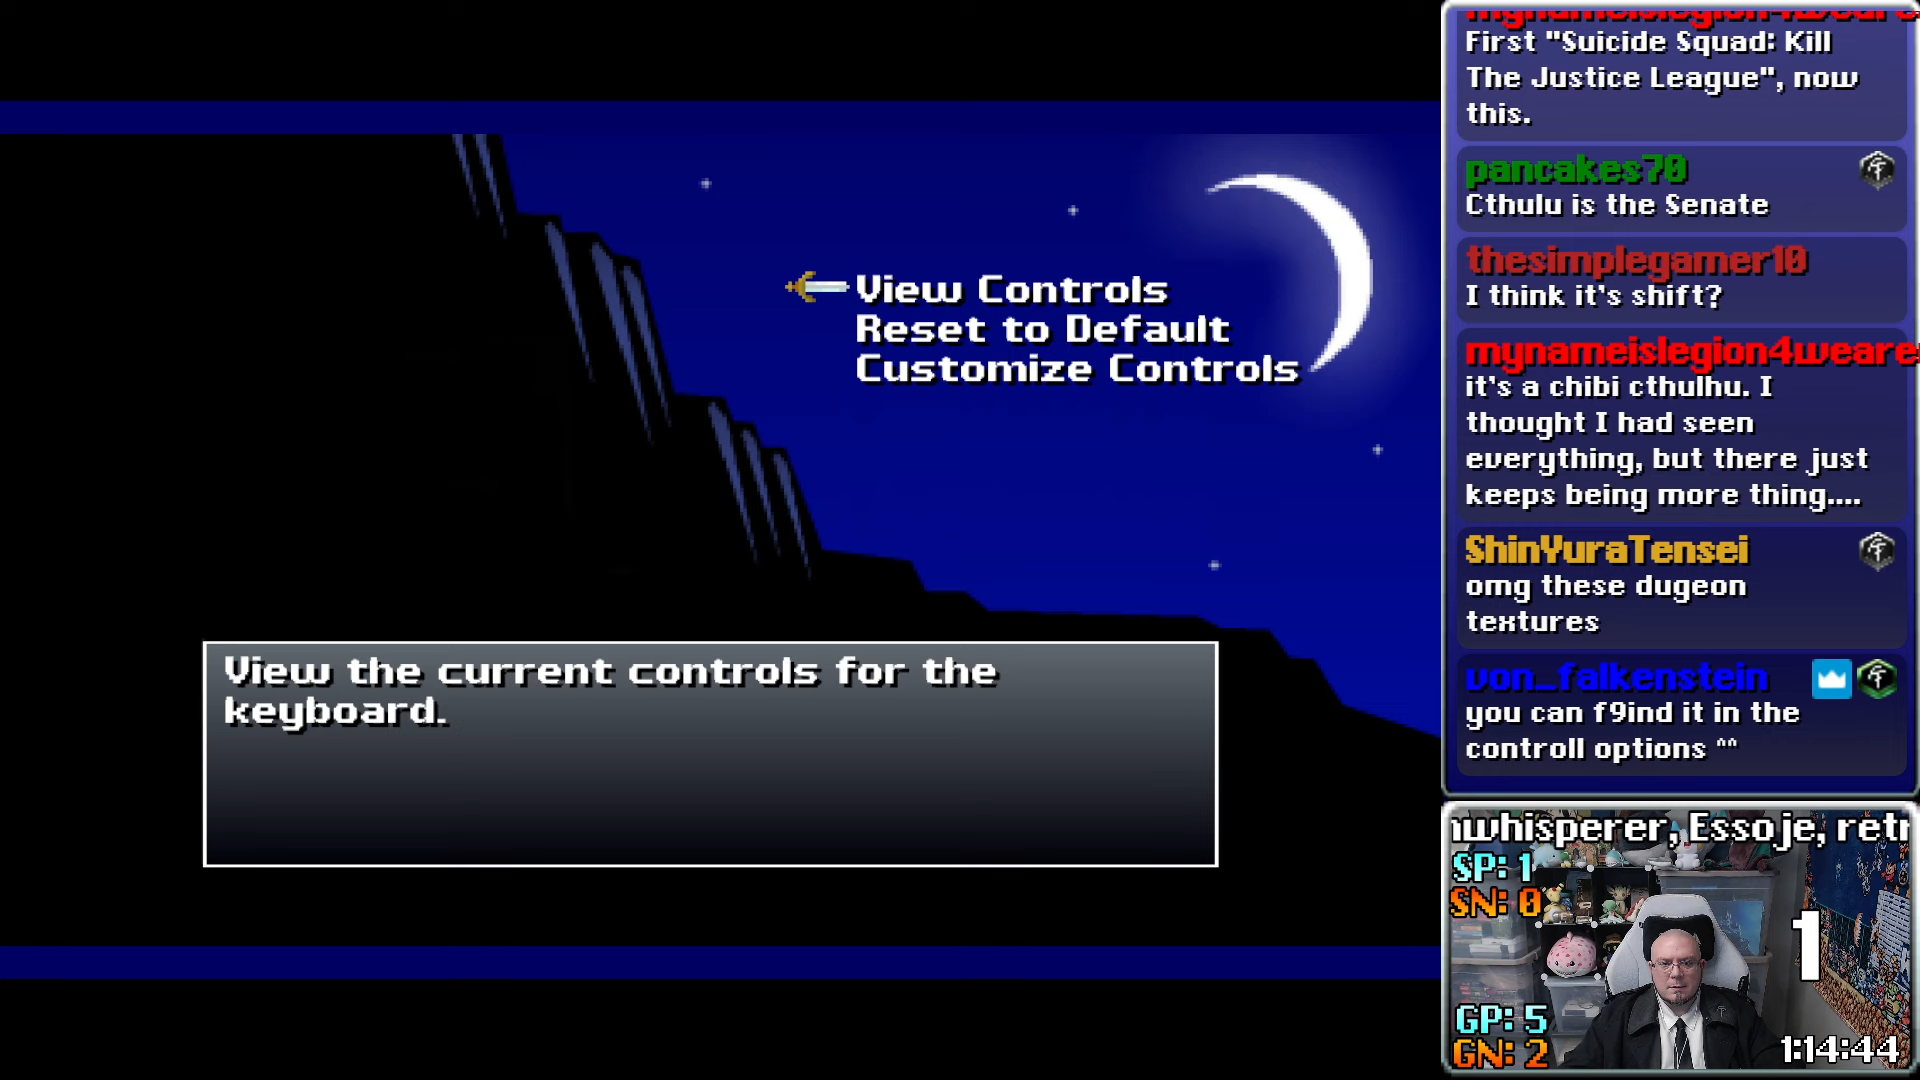 View Controls
Reset to Default
Customize Controls
View the current controls for the
keyboard.
First "Suicide Squad: Kill
The Justice League", now
this.
pancakes70
Cthulu is the Senate
thesimplegamer10
I think it's shift?
mynameislegion4weare
it's a chibi cthulhu. I
thought I had seen
everything, but there just
keeps being more thing....
ShinYuraTensei
omg these dugeon
textures
von_falkenstein
you can f9ind it in the
controll options ^^
whisperer, Essoje, retr
SP: 1
SN: 0
1
GP: 5
GN: 2
1:14:44